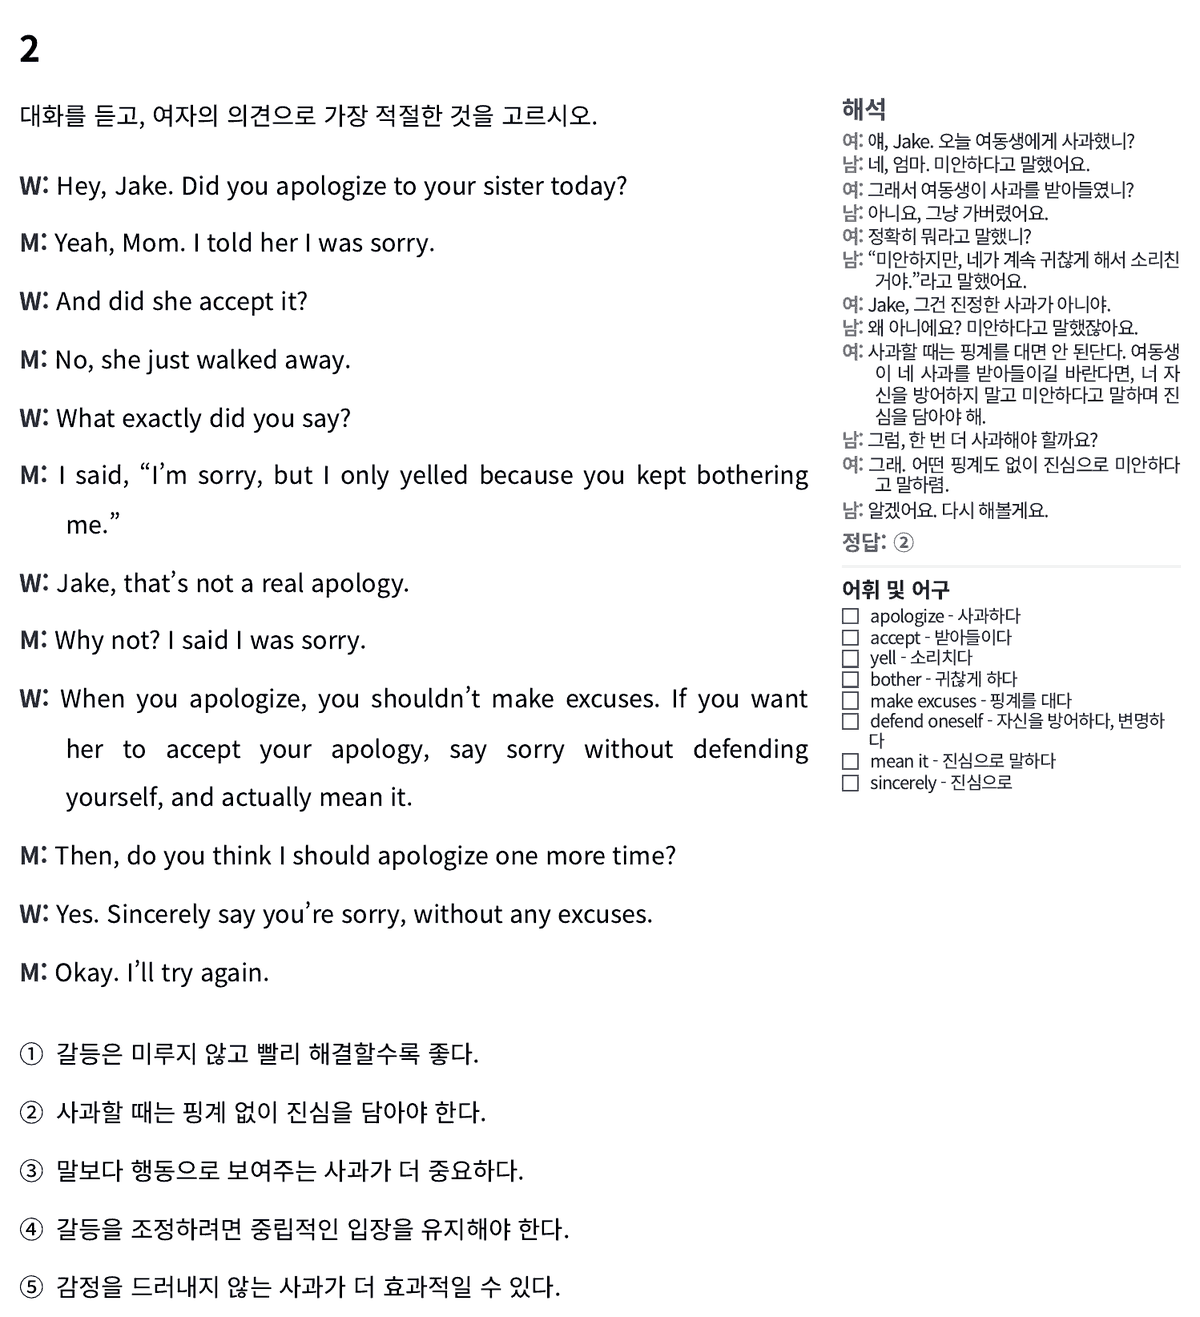 2
대화를 듣고, 여자의 의견으로 가장 적절한 것을 고르시오.
W: Hey, Jake. Did you apologize to your sister today?
M: Yeah, Mom. I told her I was sorry.
W: And did she accept it?
M: No, she just walked away.
W: What exactly did you say?
M: I said, “I’m sorry, but I only yelled because you kept bothering
me.”
W: Jake, that’s not a real apology.
M: Why not? I said I was sorry.
W: When you apologize, you shouldn’t make excuses. If you want
her to accept your apology, say sorry without defending
yourself, and actually mean it.
M: Then, do you think I should apologize one more time?
W: Yes. Sincerely say you’re sorry, without any excuses.
M: Okay. I’ll try again.
① 갈등은 미루지 않고 빨리 해결할수록 좋다.
② 사과할 때는 핑계 없이 진심을 담아야 한다.
③ 말보다 행동으로 보여주는 사과가 더 중요하다.
④ 갈등을 조정하려면 중립적인 입장을 유지해야 한다.
⑤ 감정을 드러내지 않는 사과가 더 효과적일 수 있다.
해석
여: 얘, Jake. 오늘 여동생에게 사과했니?
남: 네, 엄마. 미안하다고 말했어요.
여: 그래서 여동생이 사과를 받아들였니?
남: 아니요, 그냥 가버렸어요.
여: 정확히 뭐라고 말했니?
남: “미안하지만, 네가 계속 귀찮게 해서 소리친
거야.”라고 말했어요.
여: Jake, 그건 진정한 사과가 아니야.
남: 왜 아니에요? 미안하다고 말했잖아요.
여: 사과할 때는 핑계를 대면 안 된단다. 여동생
이 네 사과를 받아들이길 바란다면, 너 자
신을 방어하지 말고 미안하다고 말하며 진
심을 담아야 해.
남: 그럼, 한 번 더 사과해야 할까요?
여: 그래. 어떤 핑계도 없이 진심으로 미안하다
고 말하렴.
남: 알겠어요. 다시 해볼게요.
정답: ②
어휘 및 어구
□ apologize - 사과하다
□ accept - 받아들이다
□ yell - 소리치다
□ bother - 귀찮게 하다
□ make excuses - 핑계를 대다
□ defend oneself - 자신을 방어하다, 변명하
다
□ mean it - 진심으로 말하다
□ sincerely - 진심으로